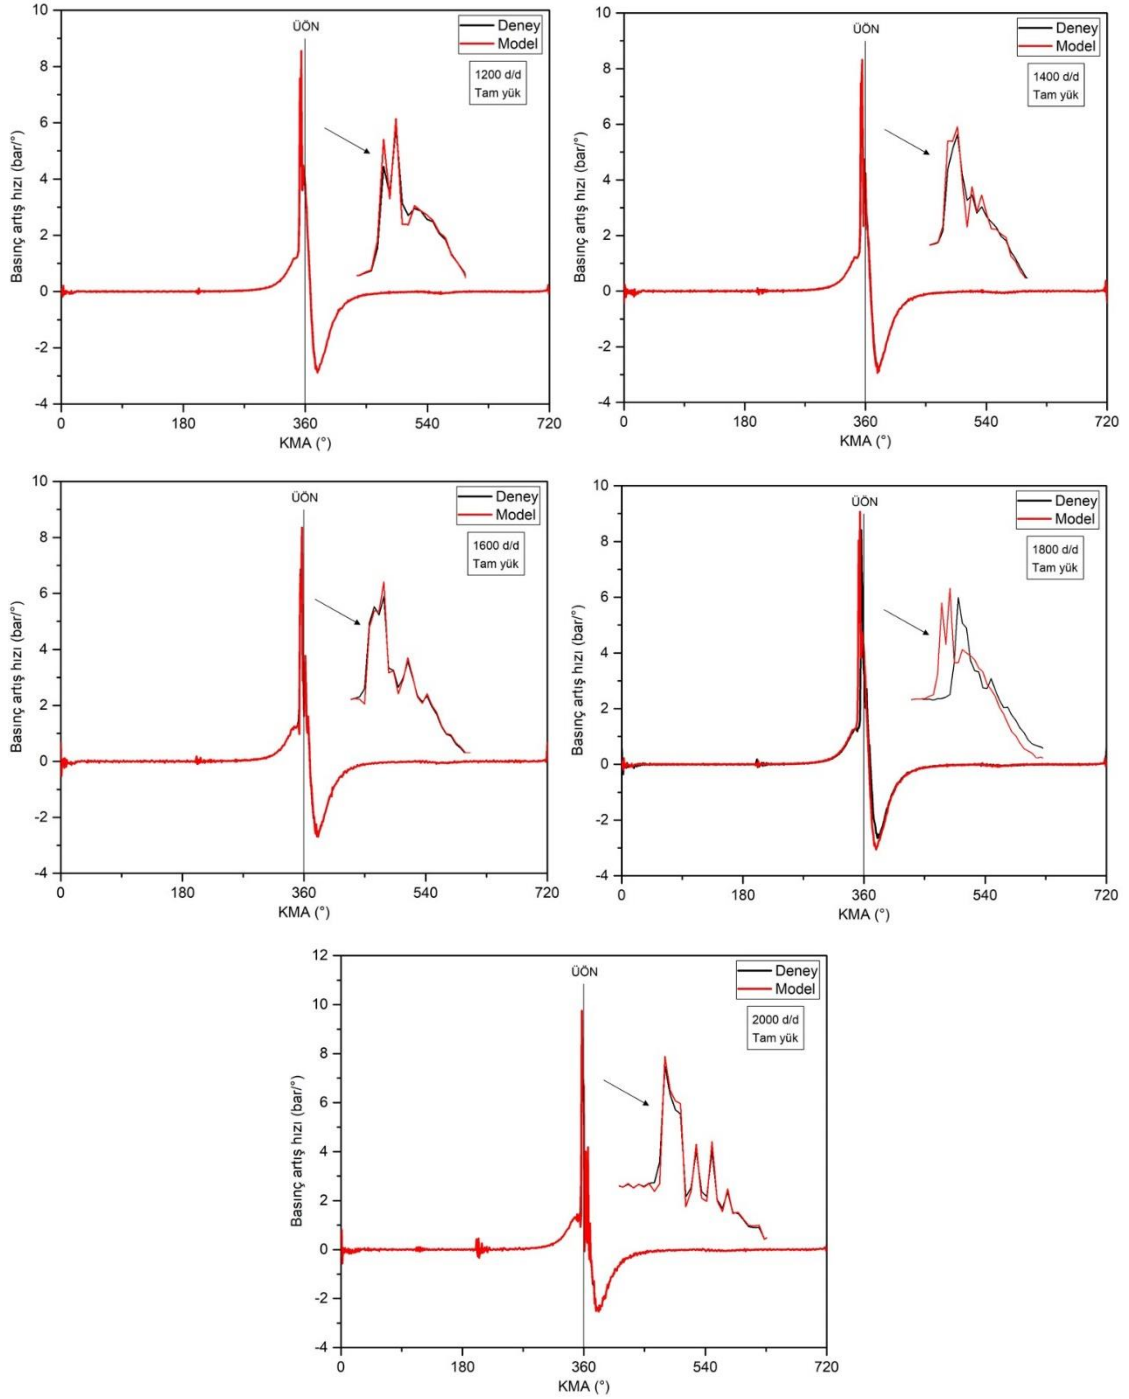 10
8
6
4
2
0
-2
-4
Basınç artış hızı (bar/°)
ÜÖN
Deney
Model
1200 d/d
Tam yük
0
180
360
540
720
KMA (°)
10
8
6
4
2
0
-2
-4
Basınç artış hızı (bar/°)
ÜÖN
Deney
Model
1400 d/d
Tam yük
0
180
360
540
720
KMA (°)
10
8
6
4
2
0
-2
-4
Basınç artış hızı (bar/°)
ÜÖN
Deney
Model
1600 d/d
Tam yük
0
180
360
540
720
KMA (°)
10
8
6
4
2
0
-2
-4
Basınç artış hızı (bar/°)
ÜÖN
Deney
Model
1800 d/d
Tam yük
0
180
360
540
720
KMA (°)
12
10
8
6
4
2
0
-2
-4
Basınç artış hızı (bar/°)
ÜÖN
Deney
Model
2000 d/d
Tam yük
0
180
360
540
720
KMA (°)